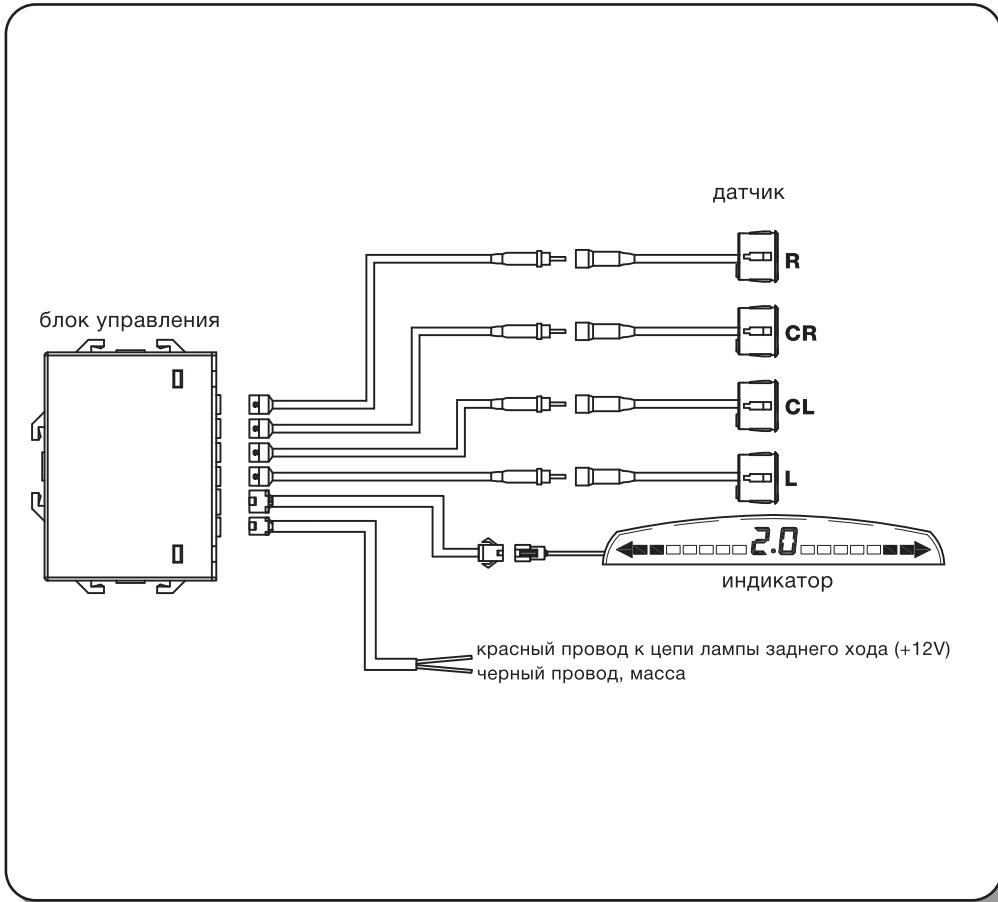 датчик
R
блок управления
CR
CL
L
2.0
индикатор
красный провод к цепи лампы заднего хода (+12V)
черный провод, масса